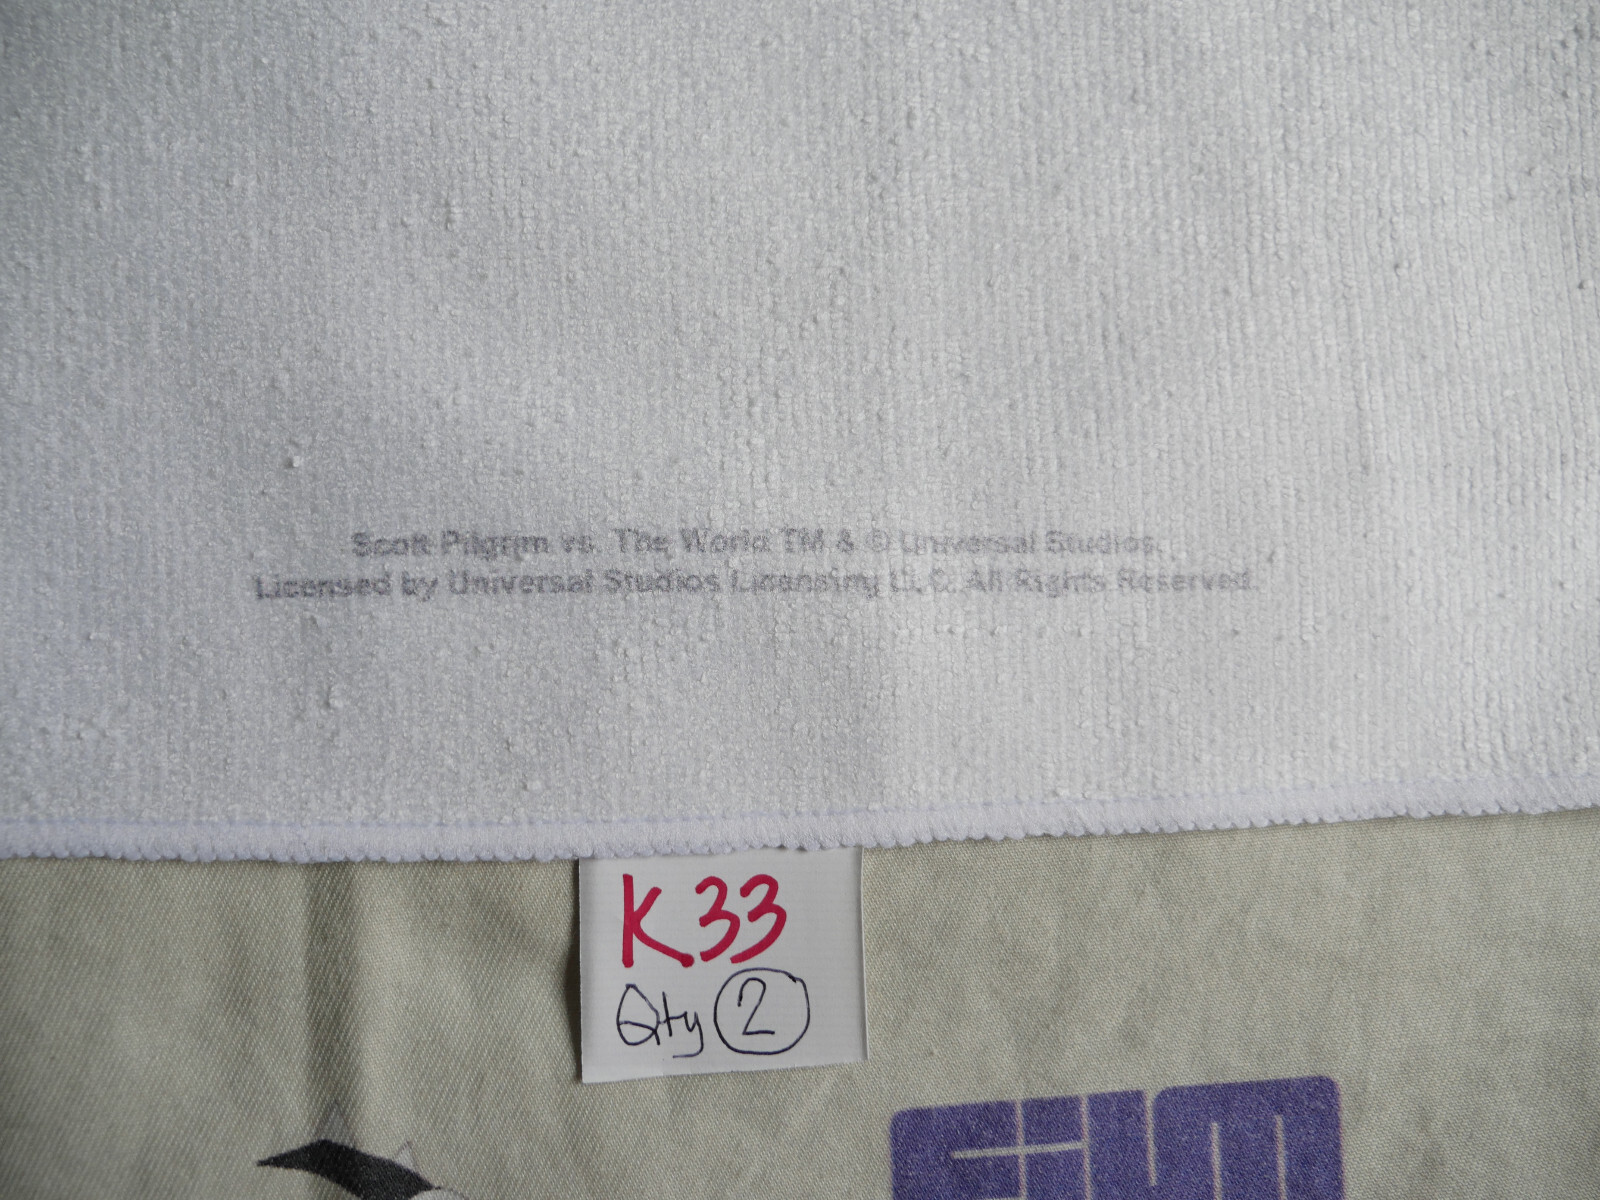 Scott Pilgrim vs. The World TM & © Universal Studios.
Licensed by Universal Studios Licensing LLC. All Rights Reserved.
K33
Qty 2
FILM